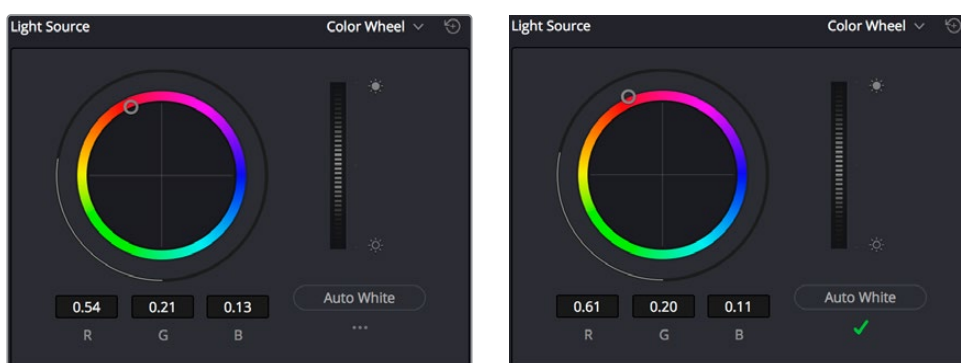 Light Source Color Wheel
0.54 0.21 0.13
R G B
Auto White
Light Source Color Wheel
0.61 0.20 0.11
R G B
Auto White